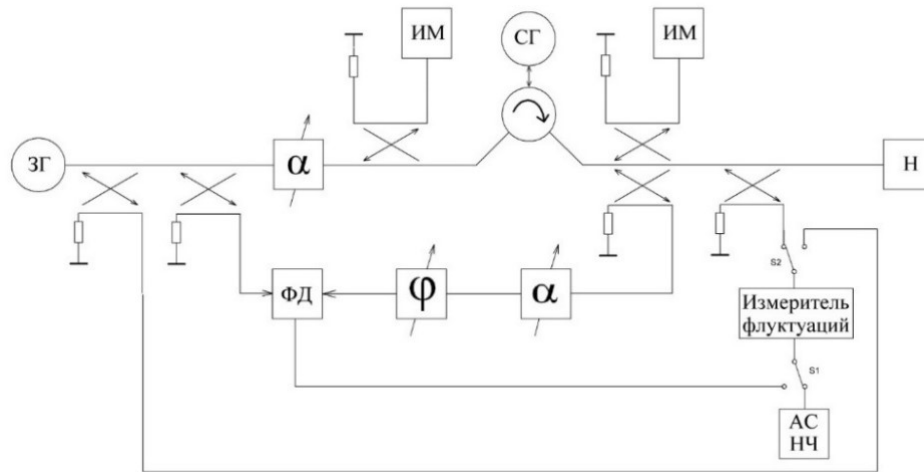 ИМ
СГ
ИМ
ЗГ
α
Н
ФД
φ
α
S2
Измеритель
флуктуаций
S1
АС
НЧ